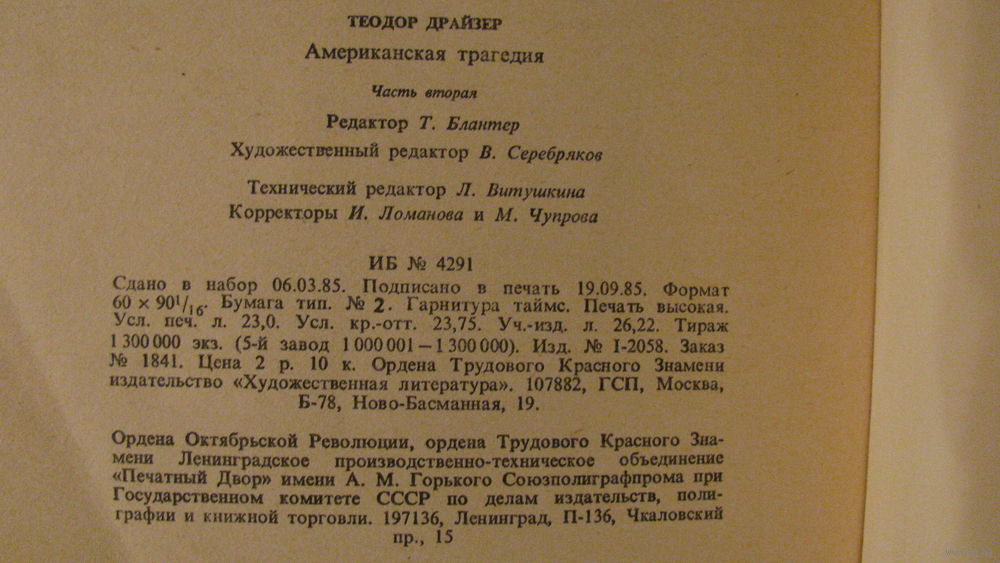 ТЕОДОР ДРАЙЗЕР
Американская трагедия
Часть вторая
Редактор Т. Блантер
Художественный редактор В. Серебряков
Технический редактор Л. Витушкина
Корректоры И. Ломанова и М. Чупрова
ИБ № 4291
Сдано в набор 06.03.85. Подписано в печать 19.09.85. Формат
60 × 90¹/₁₆. Бумага тип. № 2. Гарнитура таймс. Печать высокая.
Усл. печ. л. 23,0. Усл. кр.-отт. 23,75. Уч.-изд. л. 26,22. Тираж
1 300 000 экз. (5-й завод 1 000 001 — 1 300 000). Изд. № I-2058. Заказ
№ 1841. Цена 2 р. 10 к. Ордена Трудового Красного Знамени
издательство «Художественная литература». 107882, ГСП, Москва,
Б-78, Ново-Басманная, 19.
Ордена Октябрьской Революции, ордена Трудового Красного Зна-
мени Ленинградское производственно-техническое объединение
«Печатный Двор» имени А. М. Горького Союзполиграфпрома при
Государственном комитете СССР по делам издательств, поли-
графии и книжной торговли. 197136, Ленинград, П-136, Чкаловский
пр., 15